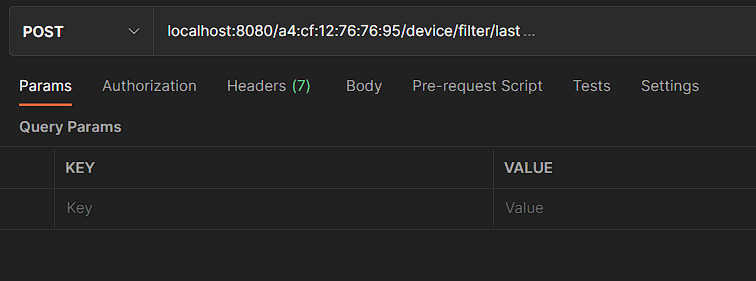 POST localhost:8080/a4:cf:12:76:76:95/device/filter/last...
Params Authorization Headers (7) Body Pre-request Script Tests Settings
Query Params
KEY VALUE
Key Value